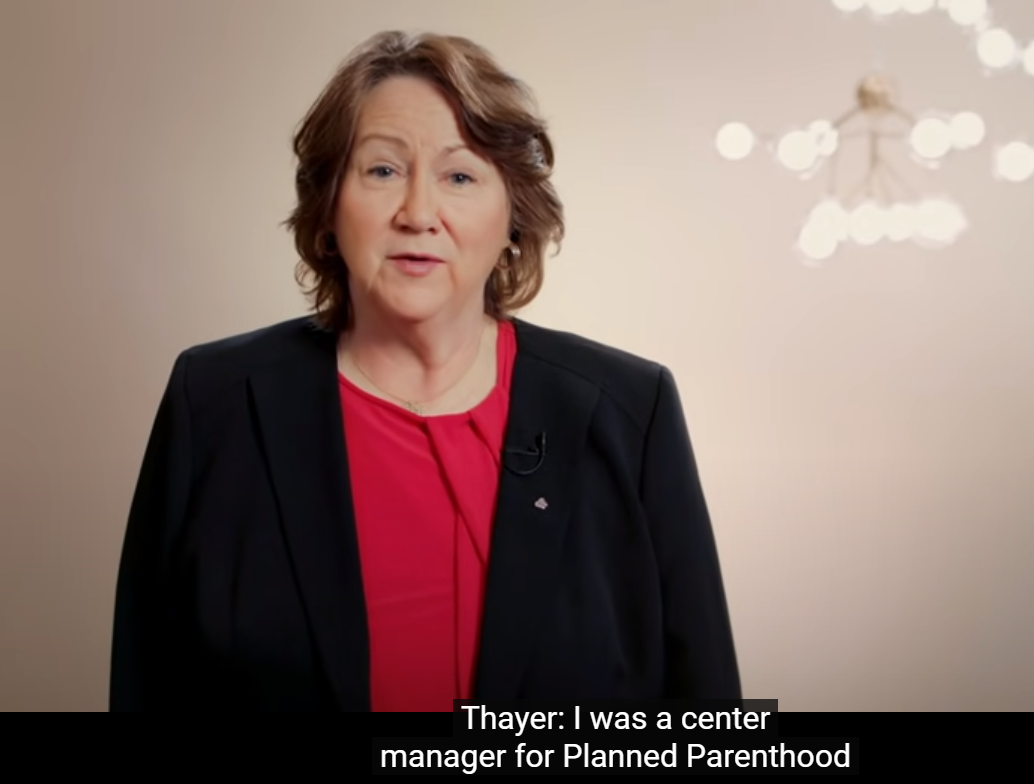 Thayer: I was a center
manager for Planned Parenthood